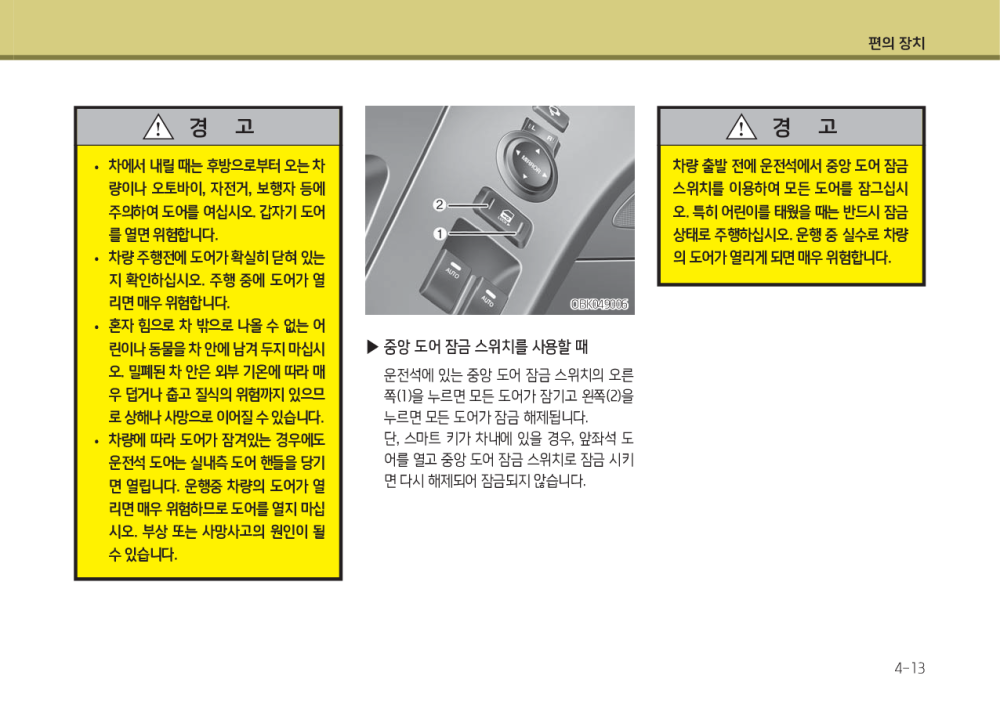 편의 장치
경 고
• 차에서 내릴 때는 후방으로부터 오는 차
량이나 오토바이, 자전거, 보행자 등에
주의하여 도어를 여십시오. 갑자기 도어
를 열면 위험합니다.
• 차량 주행전에 도어가 확실히 닫혀 있는
지 확인하십시오. 주행 중에 도어가 열
리면 매우 위험합니다.
• 혼자 힘으로 차 밖으로 나올 수 없는 어
린이나 동물을 차 안에 남겨 두지 마십시
오. 밀폐된 차 안은 외부 기온에 따라 매
우 덥거나 춥고 질식의 위험까지 있으므
로 상해나 사망으로 이어질 수 있습니다.
• 차량에 따라 도어가 잠겨있는 경우에도
운전석 도어는 실내측 도어 핸들을 당기
면 열립니다. 운행중 차량의 도어가 열
리면 매우 위험하므로 도어를 열지 마십
시오. 부상 또는 사망사고의 원인이 될
수 있습니다.
L R
MIRROR
②
①
AUTO
AUTO
OBK049006
▶ 중앙 도어 잠금 스위치를 사용할 때
운전석에 있는 중앙 도어 잠금 스위치의 오른
쪽(1)을 누르면 모든 도어가 잠기고 왼쪽(2)을
누르면 모든 도어가 잠금 해제됩니다.
단, 스마트 키가 차내에 있을 경우, 앞좌석 도
어를 열고 중앙 도어 잠금 스위치로 잠금 시키
면 다시 해제되어 잠금되지 않습니다.
경 고
차량 출발 전에 운전석에서 중앙 도어 잠금
스위치를 이용하여 모든 도어를 잠그십시
오. 특히 어린이를 태웠을 때는 반드시 잠금
상태로 주행하십시오. 운행 중 실수로 차량
의 도어가 열리게 되면 매우 위험합니다.
4-13